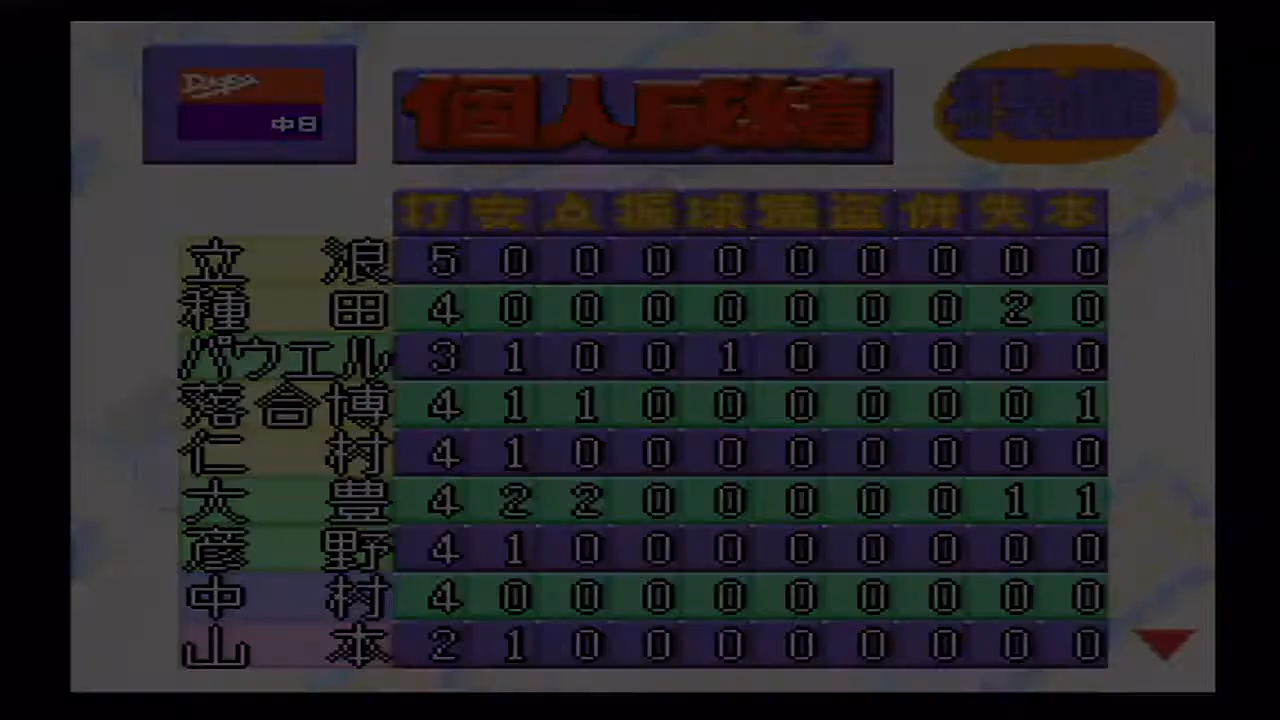 Dragons
中日
個人成績
打 安 点 振 球 犠 盗 併 失 本
立浪 5 0 0 0 0 0 0 0 0 0
種田 4 0 0 0 0 0 0 0 2 0
パウエル 3 1 0 0 1 0 0 0 0 0
落合博 4 1 1 0 0 0 0 0 0 1
仁村 4 1 0 0 0 0 0 0 0 0
大豊 4 2 2 0 0 0 0 0 1 1
彦野 4 1 0 0 0 0 0 0 0 0
中村 4 0 0 0 0 0 0 0 0 0
山本 2 1 0 0 0 0 0 0 0 0